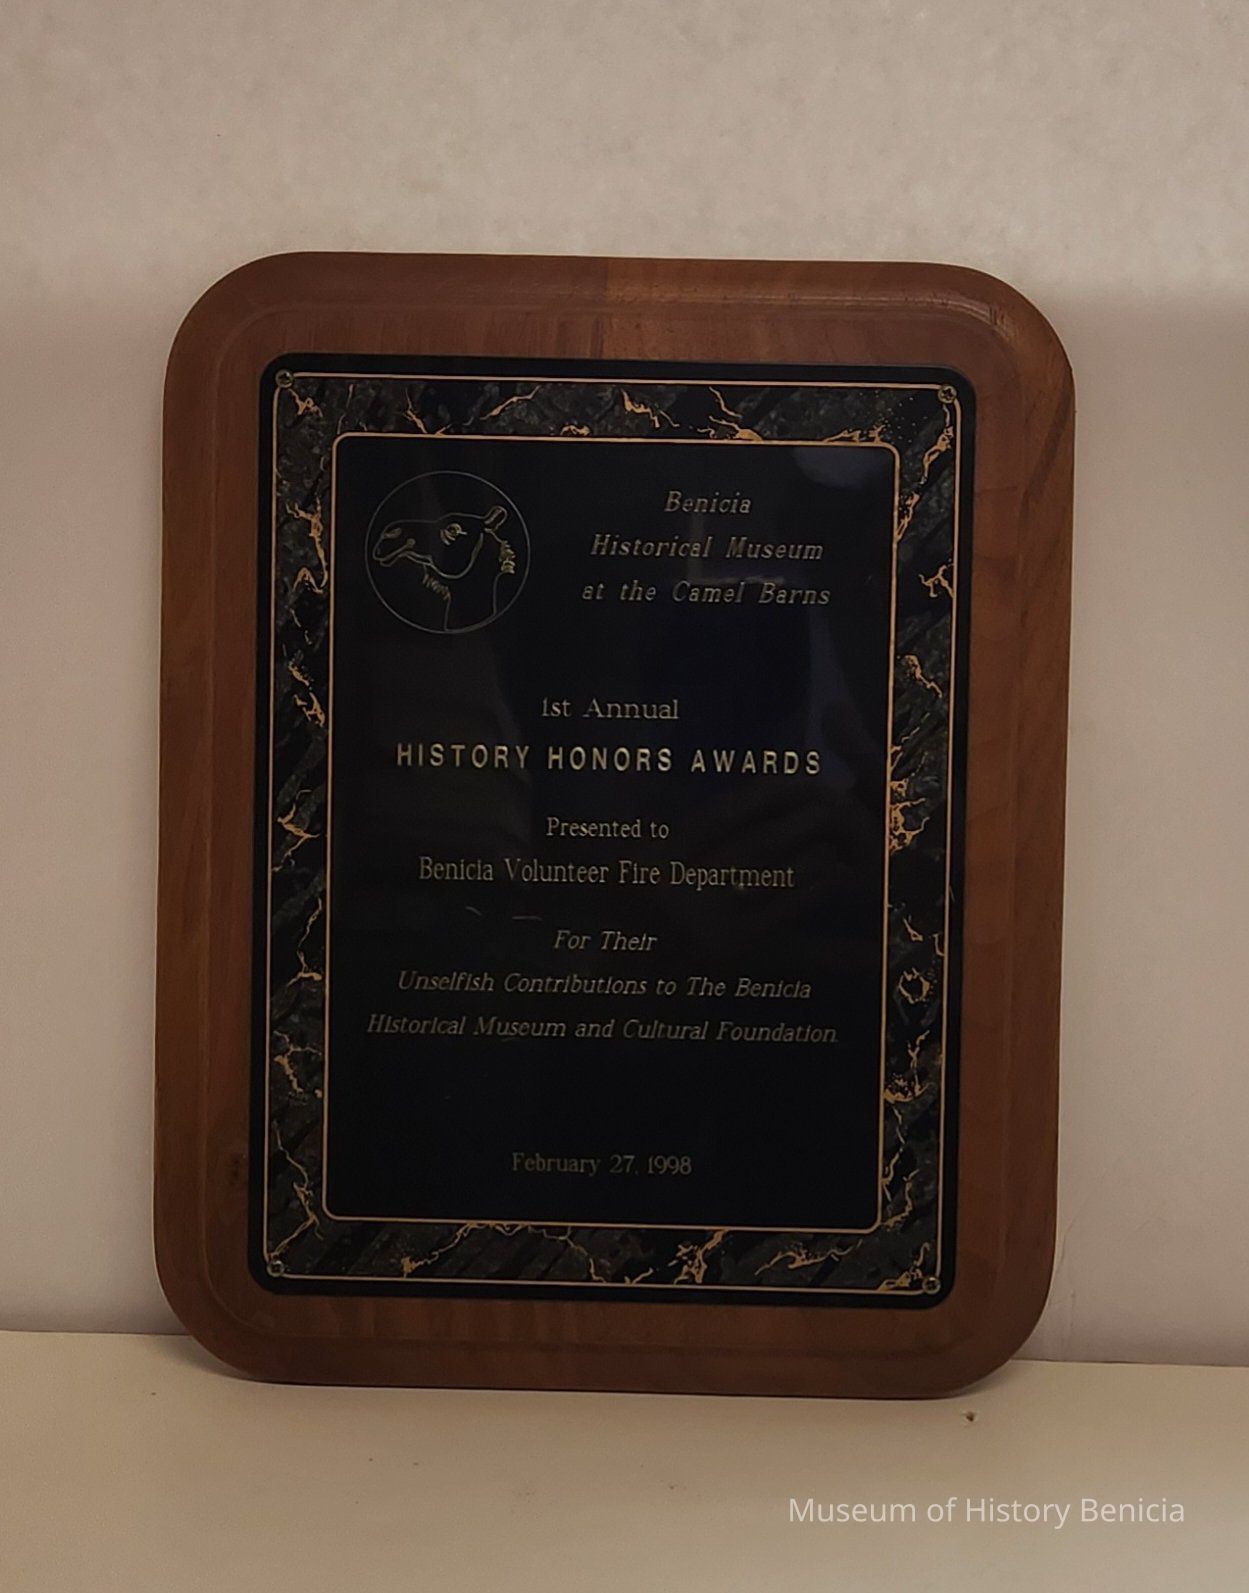 Benicia
Historical Museum
at the Camel Barns
1st Annual
HISTORY HONORS AWARDS
Presented to
Benicia Volunteer Fire Department
For Their
Unselfish Contributions to The Benicia
Historical Museum and Cultural Foundation
February 27, 1998
Museum of History Benicia